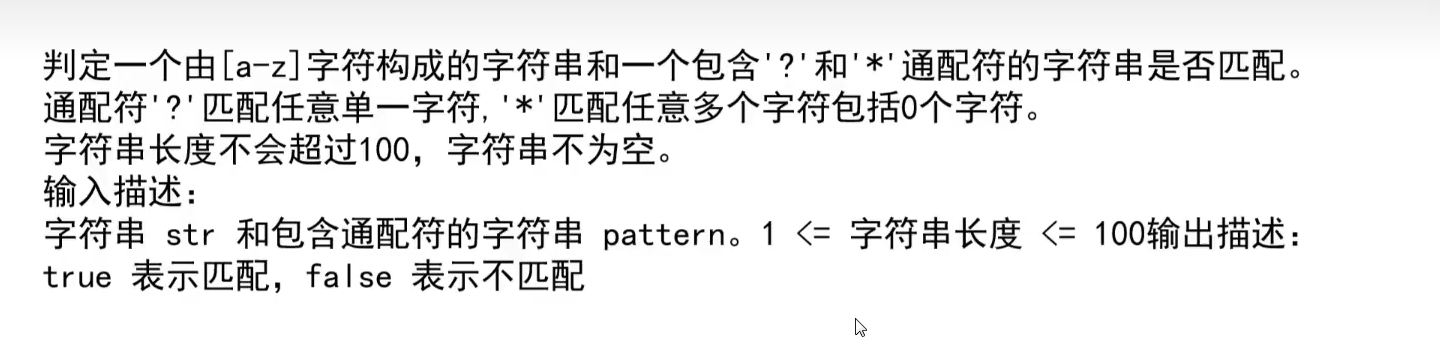 判定一个由[a-z]字符构成的字符串和一个包含'?'和'*'通配符的字符串是否匹配。
通配符'?'匹配任意单一字符,'*'匹配任意多个字符包括0个字符。
字符串长度不会超过100，字符串不为空。
输入描述：
字符串 str 和包含通配符的字符串 pattern。1 <= 字符串长度 <= 100输出描述：
true 表示匹配，false 表示不匹配